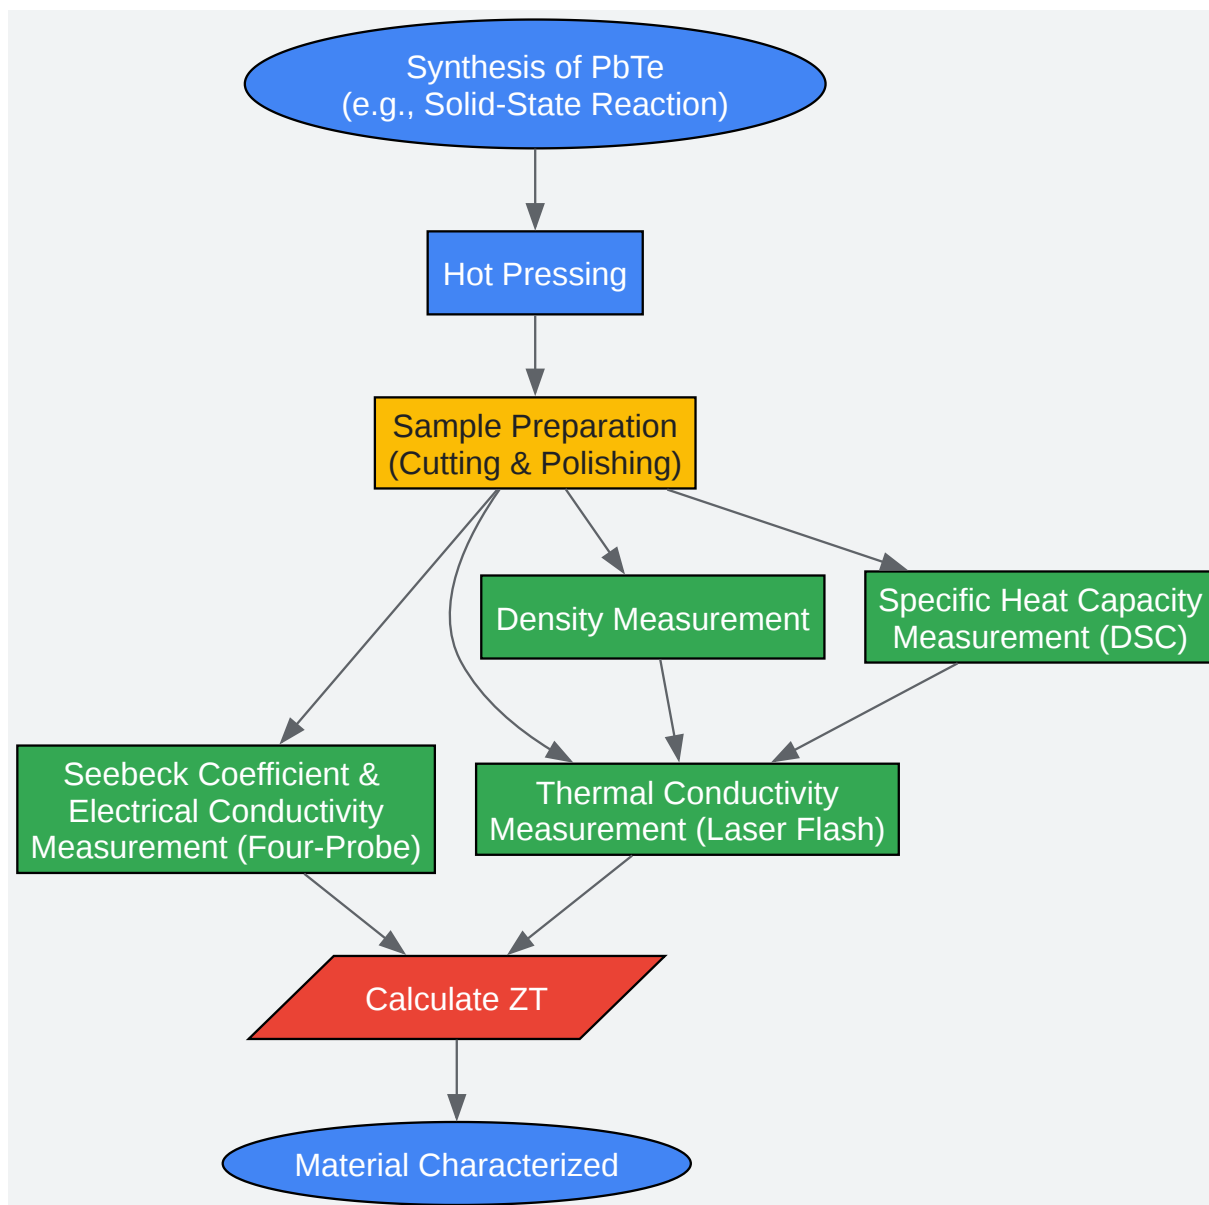 Synthesis of PbTe
(e.g., Solid-State Reaction)
Hot Pressing
Sample Preparation
(Cutting & Polishing)
Density Measurement
Specific Heat Capacity
Measurement (DSC)
Seebeck Coefficient &
Electrical Conductivity
Measurement (Four-Probe)
Thermal Conductivity
Measurement (Laser Flash)
Calculate ZT
Material Characterized